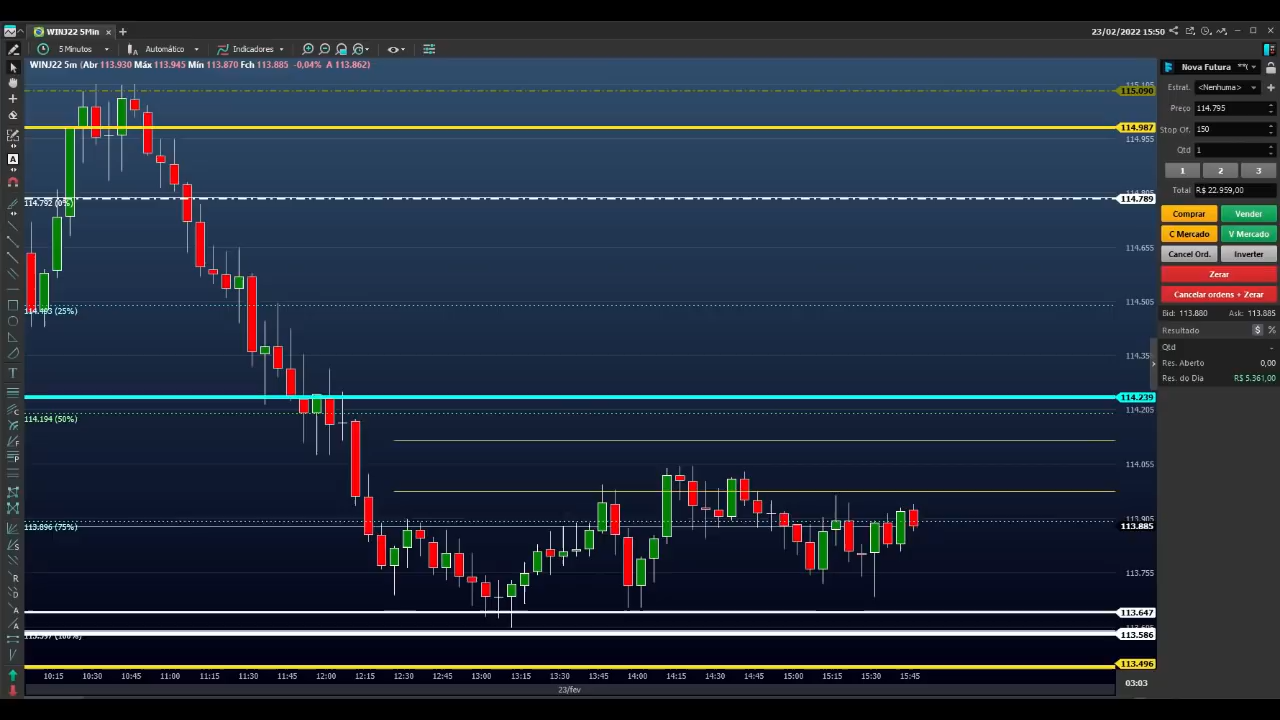 WINJ22 5Min
23/02/2022 15:50
5 Minutos
Automático
Indicadores
WINJ22 5m (Abr 113.930 Máx 113.945 Mín 113.870 Fch 113.885 -0,04% A 113.862)
115.090
114.987
114.955
114.792 (0%)
114.789
114.655
114.505
(25%)
114.355
114.239
114.205
114.194 (50%)
114.055
113.905
113.896 (75%)
113.885
113.755
113.647
113.586
113.597 (100%)
113.496
10:15 10:30 10:45 11:00 11:15 11:30 11:45 12:00 12:15 12:30 12:45 13:00 13:15 13:30 13:45 14:00 14:15 14:30 14:45 15:00 15:15 15:30 15:45
03:03
23/fev
Nova Futura
Estrat. <Nenhuma>
Preço 114.795
Stop Of. 150
Qtd 1
1 2 3
Total R$ 22.959,00
Comprar Vender
C Mercado V Mercado
Cancel Ord. Inverter
Zerar
Cancelar ordens + Zerar
Bid: 113.880 Ask: 113.885
Resultado $ %
Qtd -
Res. Aberto 0,00
Res. do Dia R$ 5.361,00